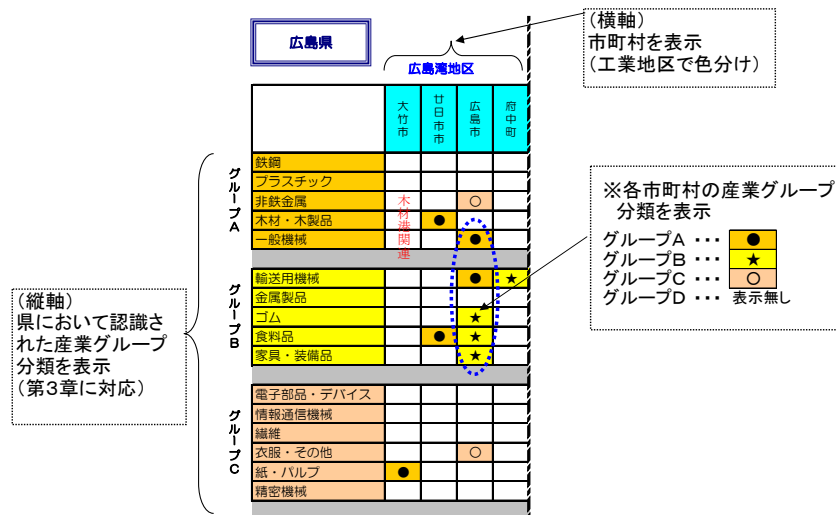 広島県
(横軸)
市町村を表示
(工業地区で色分け)
広島湾地区
大竹市
廿日市市
広島市
府中町
グループA
鉄鋼
プラスチック
非鉄金属 ○
木材・木製品 ●
一般機械 ●
木材港関連
グループB
輸送用機械 ● ★
金属製品
ゴム ★
食料品 ● ★
家具・装備品 ★
グループC
電子部品・デバイス
情報通信機械
繊維
衣服・その他 ○
紙・パルプ ●
精密機械
(縦軸)
県において認識さ
れた産業グループ
分類を表示
(第3章に対応)
※各市町村の産業グループ
分類を表示
グループA ・・・ ●
グループB ・・・ ★
グループC ・・・ ○
グループD ・・・ 表示無し